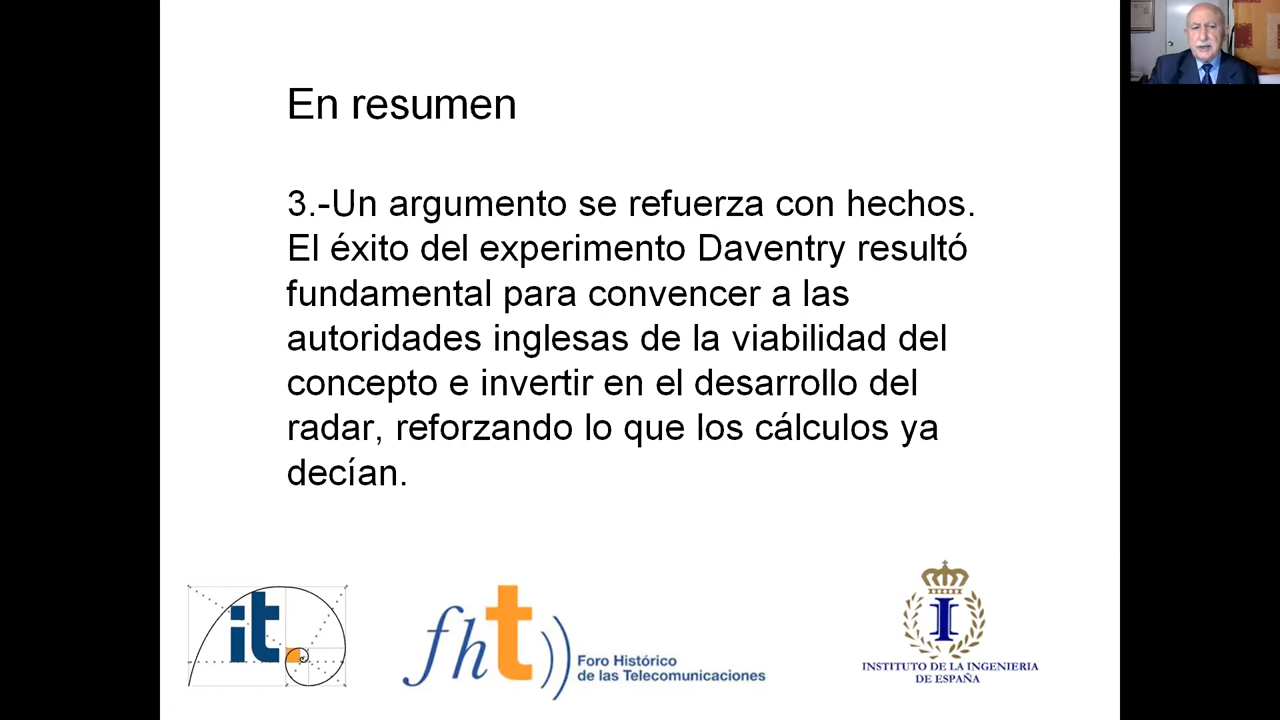 En resumen
3.-Un argumento se refuerza con hechos.
El éxito del experimento Daventry resultó
fundamental para convencer a las
autoridades inglesas de la viabilidad del
concepto e invertir en el desarrollo del
radar, reforzando lo que los cálculos ya
decían.
it.
fht
Foro Histórico
de las Telecomunicaciones
I
INSTITUTO DE LA INGENIERIA
DE ESPAÑA